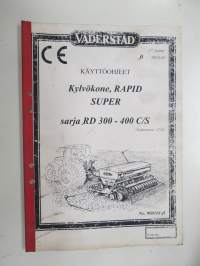 VÄDERSTAD
CE
KÄYTTÖOHJEET
Kylvökone, RAPID
SUPER
sarja RD 300 - 400 C/S